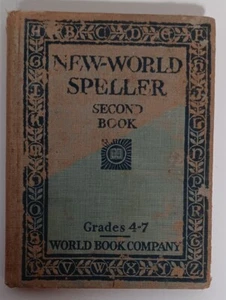 NEW-WORLD
SPELLER
SECOND
BOOK
Grades 4-7
WORLD BOOK COMPANY